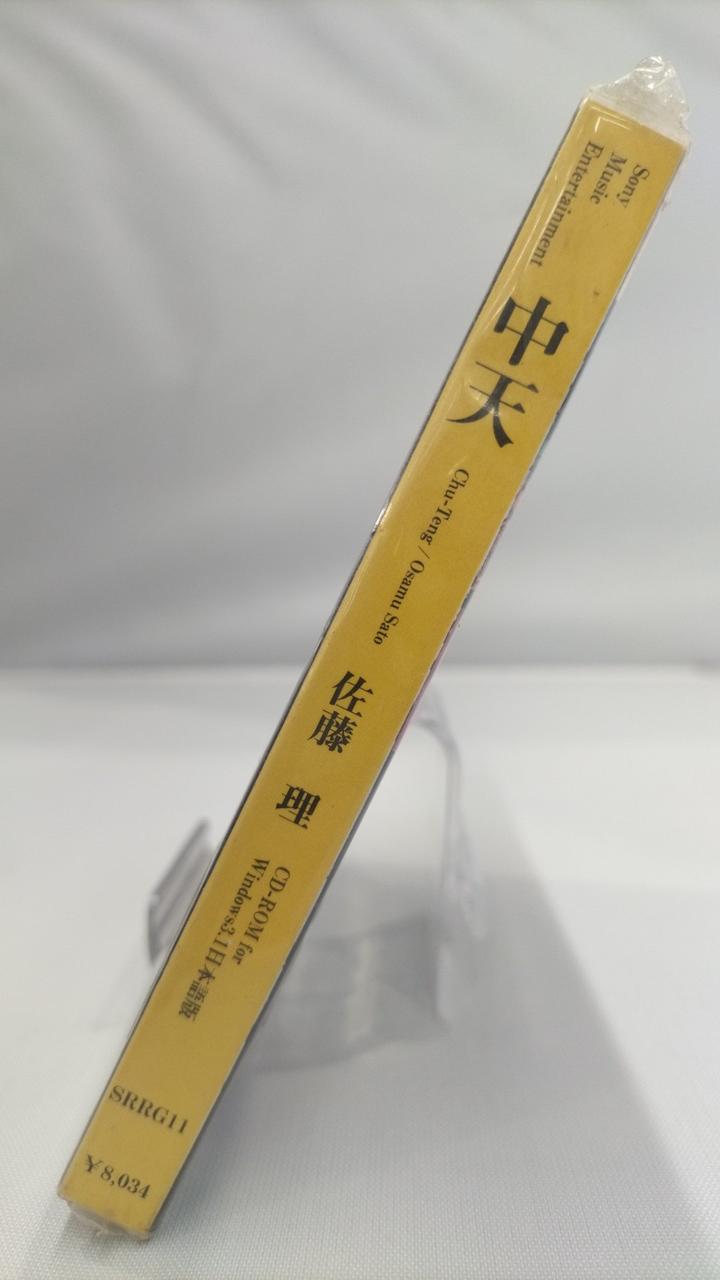 Sony
Music
Entertainment
中天
Chu-Teng / Osamu Sato
佐藤 理
CD-ROM for
Windows3.1日本語版
SRRG11
¥8,034